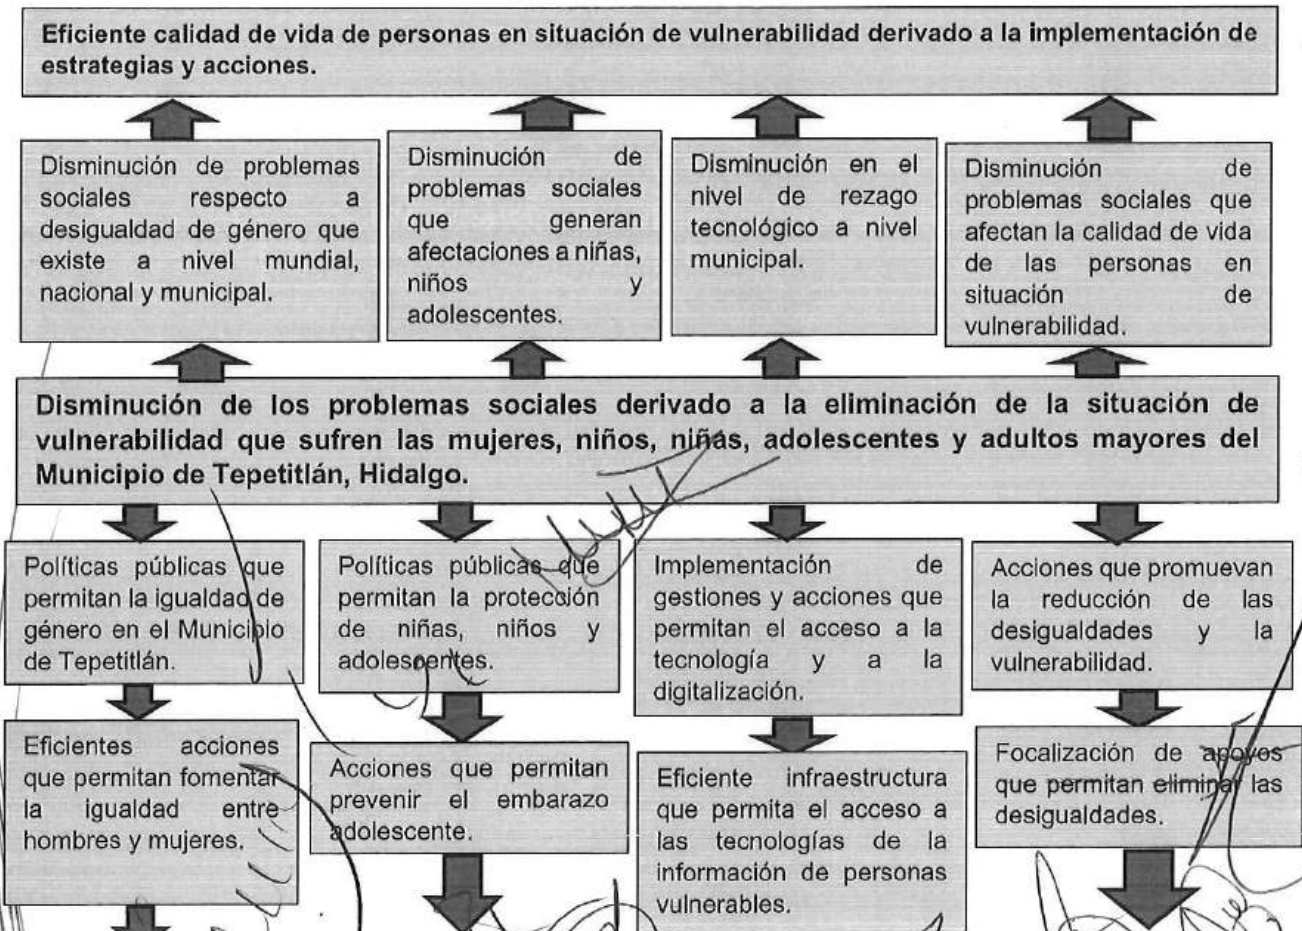 Eficiente calidad de vida de personas en situación de vulnerabilidad derivado a la implementación de
estrategias y acciones.
Disminución de problemas
sociales respecto a
desigualdad de género que
existe a nivel mundial,
nacional y municipal.
Disminución de
problemas sociales
que generan
afectaciones a niñas,
niños y
adolescentes.
Disminución en el
nivel de rezago
tecnológico a nivel
municipal.
Disminución de
problemas sociales que
afectan la calidad de vida
de las personas en
situación de
vulnerabilidad.
Disminución de los problemas sociales derivado a la eliminación de la situación de
vulnerabilidad que sufren las mujeres, niños, niñas, adolescentes y adultos mayores del
Municipio de Tepetitlán, Hidalgo.
Políticas públicas que
permitan la igualdad de
género en el Municipio
de Tepetitlán.
Políticas públicas que
permitan la protección
de niñas, niños y
adolescentes.
Implementación de
gestiones y acciones que
permitan el acceso a la
tecnología y a la
digitalización.
Acciones que promuevan
la reducción de las
desigualdades y la
vulnerabilidad.
Eficientes acciones
que permitan fomentar
la igualdad entre
hombres y mujeres.
Acciones que permitan
prevenir el embarazo
adolescente.
Eficiente infraestructura
que permita el acceso a
las tecnologías de la
información de personas
vulnerables.
Focalización de apoyos
que permitan eliminar las
desigualdades.